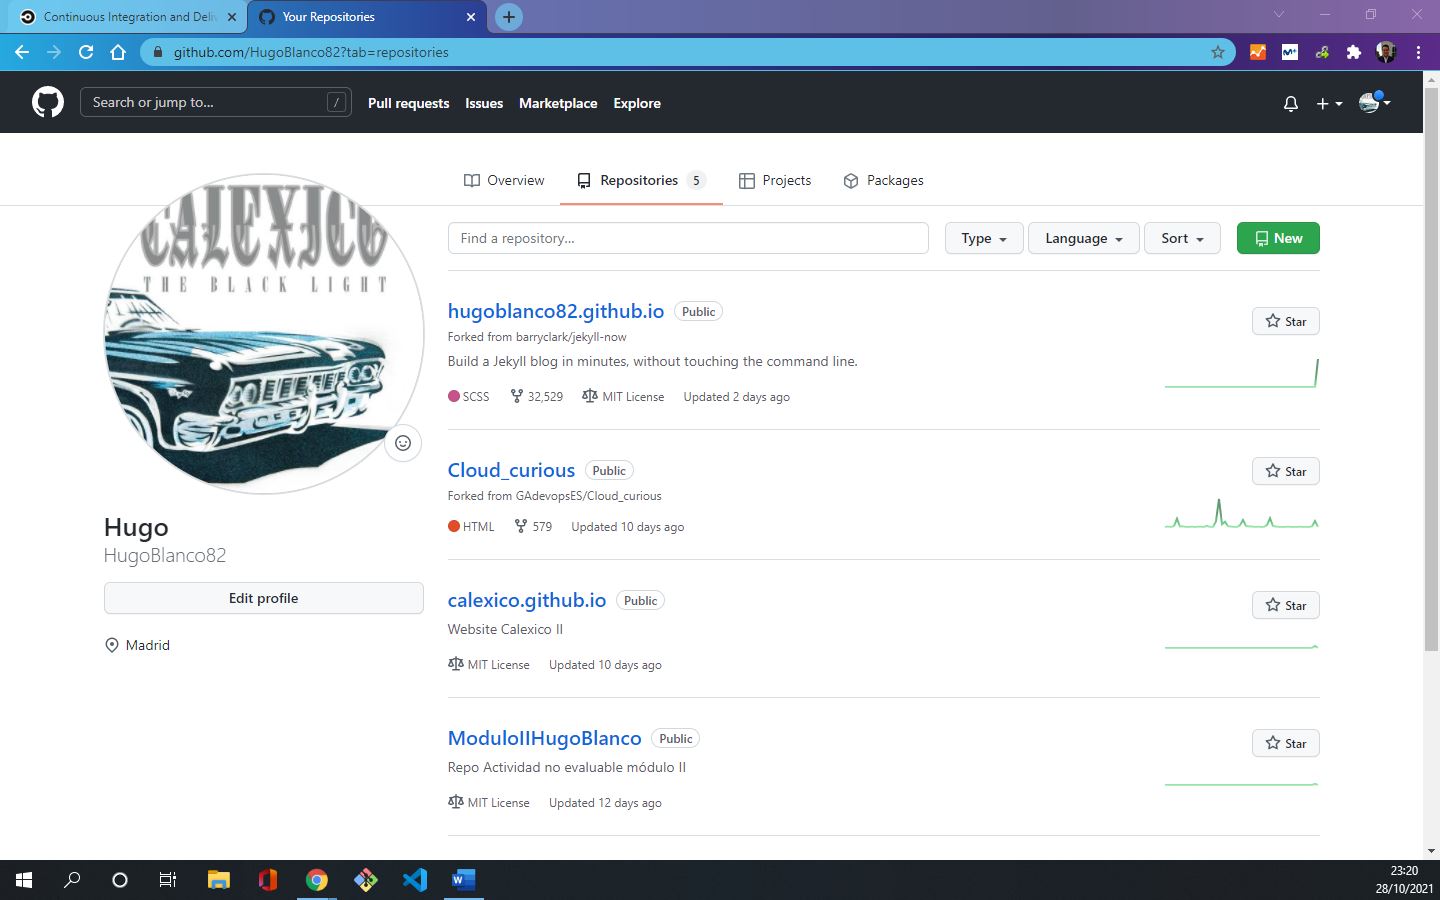 Continuous Integration and Deliv
Your Repositories
github.com/HugoBlanco82?tab=repositories
Search or jump to...
/
Pull requests
Issues
Marketplace
Explore
Overview
Repositories 5
Projects
Packages
CALEXICO
THE BLACK LIGHT
Hugo
HugoBlanco82
Edit profile
Madrid
Find a repository...
Type
Language
Sort
New
hugoblanco82.github.io Public
Star
Forked from barryclark/jekyll-now
Build a Jekyll blog in minutes, without touching the command line.
SCSS 32,529 MIT License Updated 2 days ago
Cloud_curious Public
Star
Forked from GAdevopsES/Cloud_curious
HTML 579 Updated 10 days ago
calexico.github.io Public
Star
Website Calexico II
MIT License Updated 10 days ago
ModuloIIHugoBlanco Public
Star
Repo Actividad no evaluable módulo II
MIT License Updated 12 days ago
23:20
28/10/2021